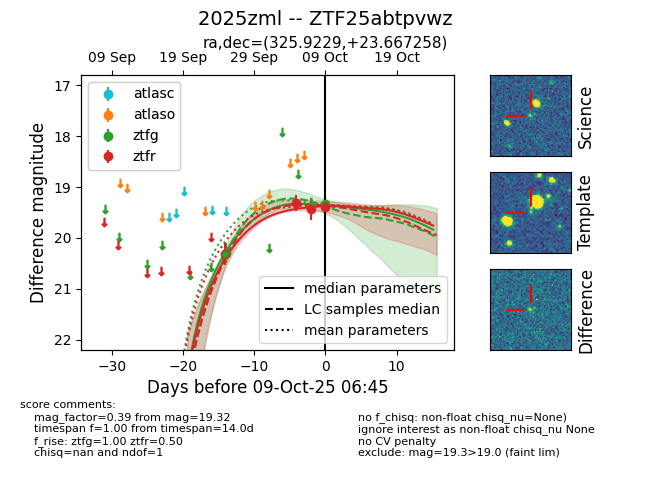 2025zml -- ZTF25abtpvwz
ra,dec=(325.9229,+23.667258)
09 Sep 19 Sep 29 Sep 09 Oct 19 Oct
17
18
19
20
21
22
Difference magnitude
atlasc
atlaso
ztfg
ztfr
median parameters
LC samples median
mean parameters
−30 −20 −10 0 10
Days before 09-Oct-25 06:45
Science
Template
Difference
score comments:
mag_factor=0.39 from mag=19.32
timespan f=1.00 from timespan=14.0d
f_rise: ztfg=1.00 ztfr=0.50
chisq=nan and ndof=1
no f_chisq: non-float chisq_nu=None)
ignore interest as non-float chisq_nu None
no CV penalty
exclude: mag=19.3>19.0 (faint lim)